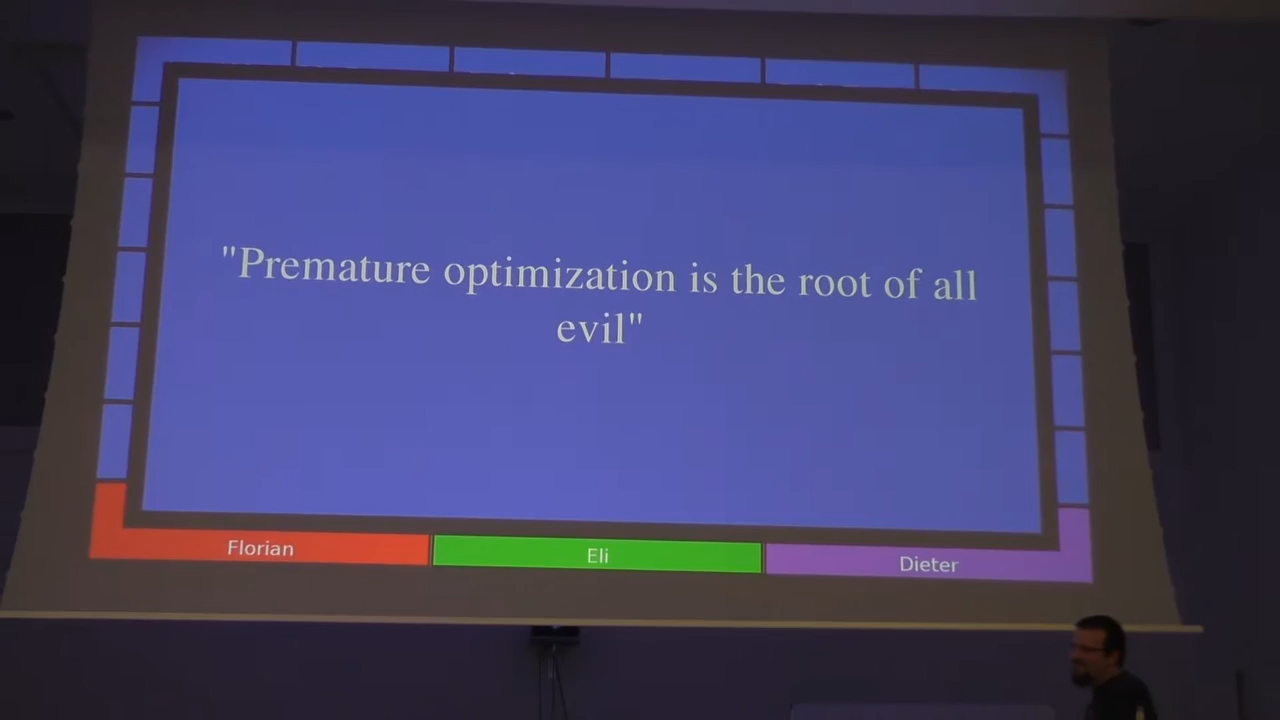 "Premature optimization is the root of all
evil"
Florian
Eli
Dieter